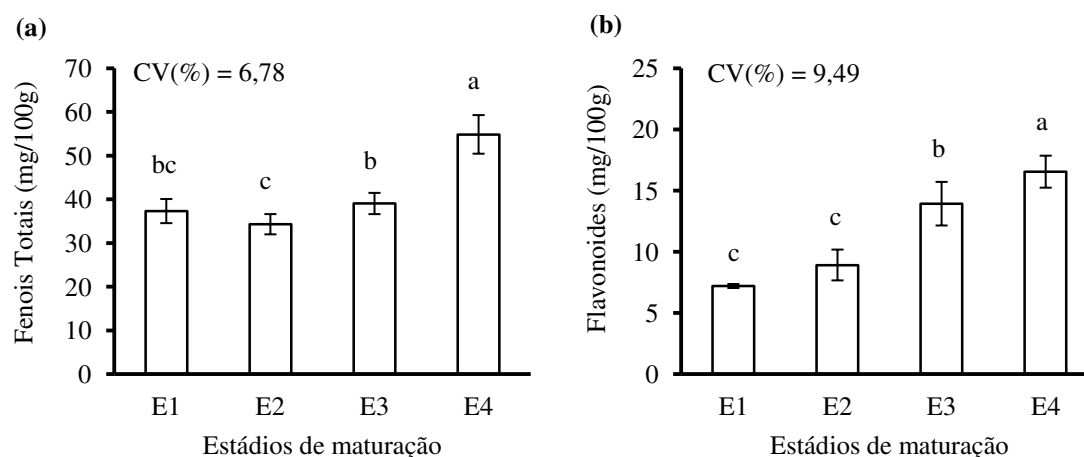 (a)
CV(%) = 6,78
Fenois Totais (mg/100g)
70
60
50
40
30
20
10
0
bc
c
b
a
E1 E2 E3 E4
Estádios de maturação
(b)
CV(%) = 9,49
Flavonoides (mg/100g)
25
20
15
10
5
0
c
c
b
a
E1 E2 E3 E4
Estádios de maturação